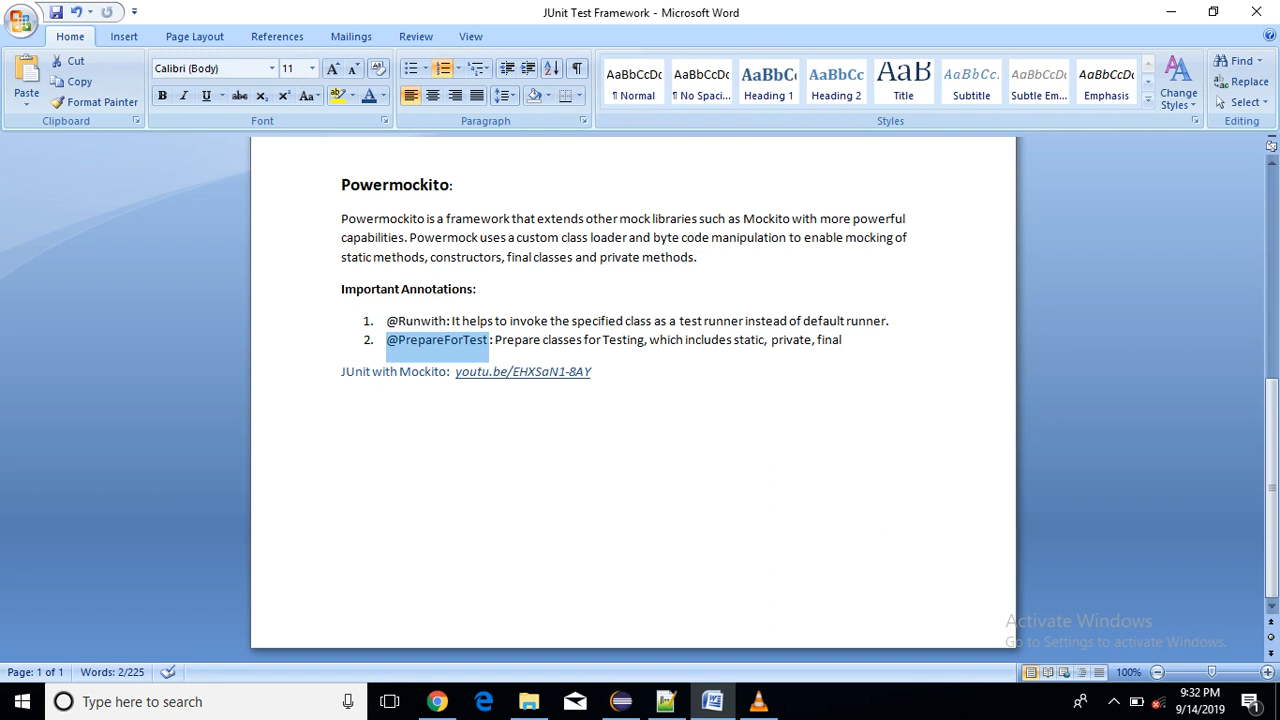 JUnit Test Framework - Microsoft Word
Home Insert Page Layout References Mailings Review View
Paste
Cut
Copy
Format Painter
Clipboard
Calibri (Body) 11
B I U abc x₂ x² Aa
Font
Paragraph
AaBbCcDc AaBbCcDc AaBbCc AaBbCc AaB AaBbCc. AaBbCcDc AaBbCcDc
¶ Normal ¶ No Spaci... Heading 1 Heading 2 Title Subtitle Subtle Em... Emphasis
Change
Styles
Styles
Find
Replace
Select
Editing
Powermockito:
Powermockito is a framework that extends other mock libraries such as Mockito with more powerful
capabilities. Powermock uses a custom class loader and byte code manipulation to enable mocking of
static methods, constructors, final classes and private methods.
Important Annotations:
1. @Runwith: It helps to invoke the specified class as a test runner instead of default runner.
2. @PrepareForTest : Prepare classes for Testing, which includes static, private, final
JUnit with Mockito: youtu.be/EHXSaN1-8AY
Activate Windows
Go to Settings to activate Windows.
Page: 1 of 1 Words: 2/225 100%
Type here to search
9:32 PM
9/14/2019
1